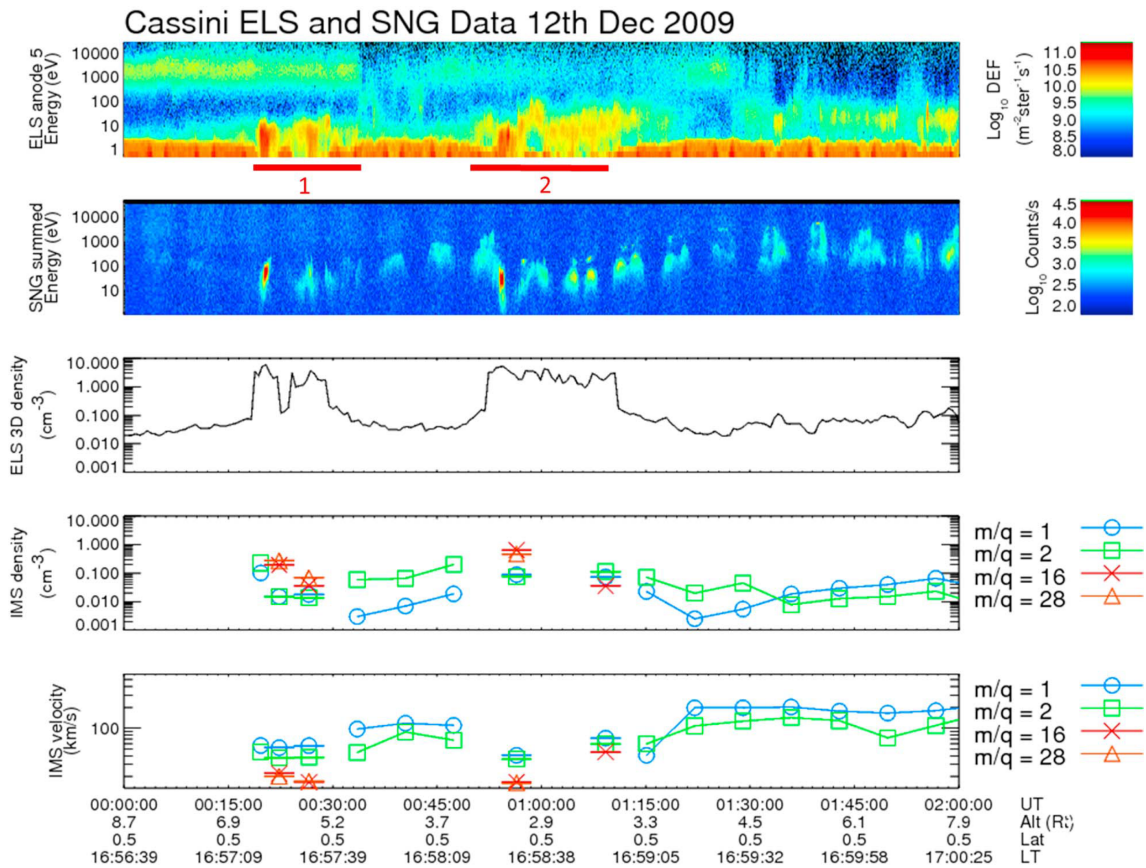 Cassini ELS and SNG Data 12th Dec 2009
ELS anode 5
Energy (eV)
10000
1000
100
10
1
Log₁₀ DEF
(m⁻²ster⁻¹s⁻¹)
11.0
10.5
10.0
9.5
9.0
8.5
8.0
1
2
SNG summed
Energy (eV)
10000
1000
100
10
Log₁₀ Counts/s
4.5
4.0
3.5
3.0
2.5
2.0
ELS 3D density
(cm⁻³)
10.000
1.000
0.100
0.010
0.001
IMS density
(cm⁻³)
10.000
1.000
0.100
0.010
0.001
m/q = 1
m/q = 2
m/q = 16
m/q = 28
IMS velocity
(km/s)
100
m/q = 1
m/q = 2
m/q = 16
m/q = 28
00:00:00 00:15:00 00:30:00 00:45:00 01:00:00 01:15:00 01:30:00 01:45:00 02:00:00 UT
8.7 6.9 5.2 3.7 2.9 3.3 4.5 6.1 7.9 Alt
0.5 0.5 0.5 0.5 0.5 0.5 0.5 0.5 0.5 Lat
16:56:39 16:57:09 16:57:39 16:58:09 16:58:38 16:59:05 16:59:32 16:59:58 17:00:25 LT